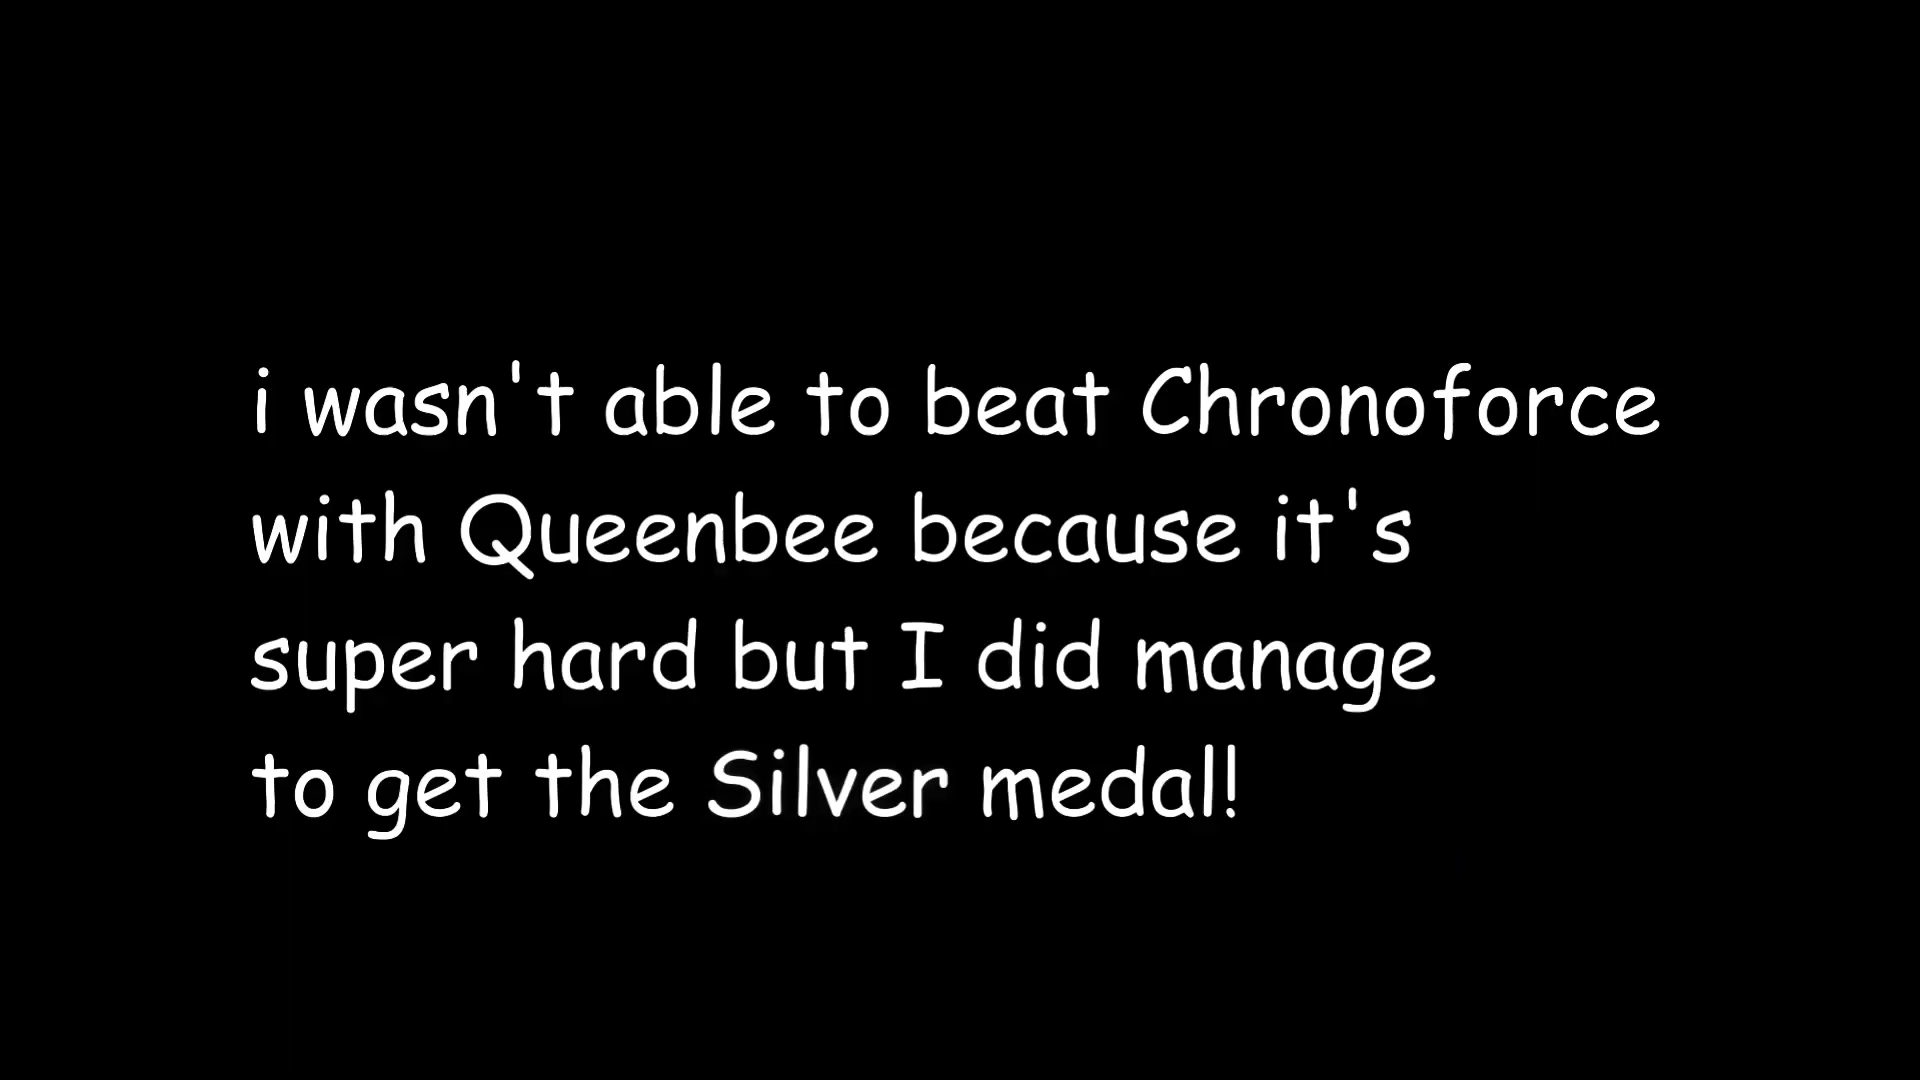 i wasn't able to beat Chronoforce
with Queenbee because it's
super hard but I did manage
to get the Silver medal!